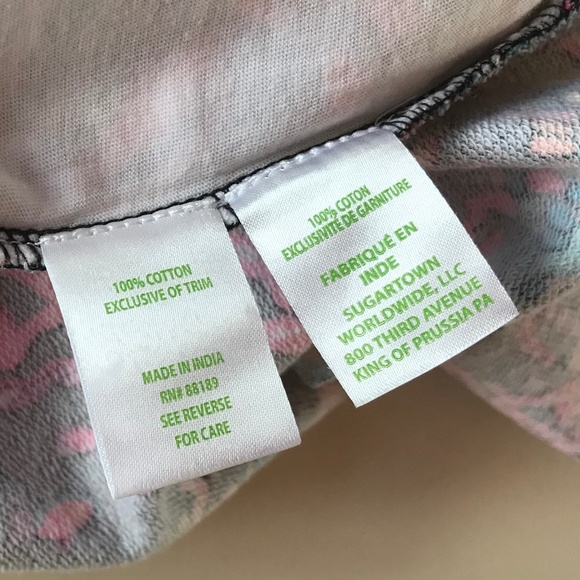 100% COTTON
EXCLUSIVE OF TRIM
MADE IN INDIA
RN# 88189
SEE REVERSE
FOR CARE
100% COTON
EXCLUSIVITÉ DE GARNITURE
FABRIQUÉ EN
INDE
SUGARTOWN
WORLDWIDE, LLC
800 THIRD AVENUE
KING OF PRUSSIA PA